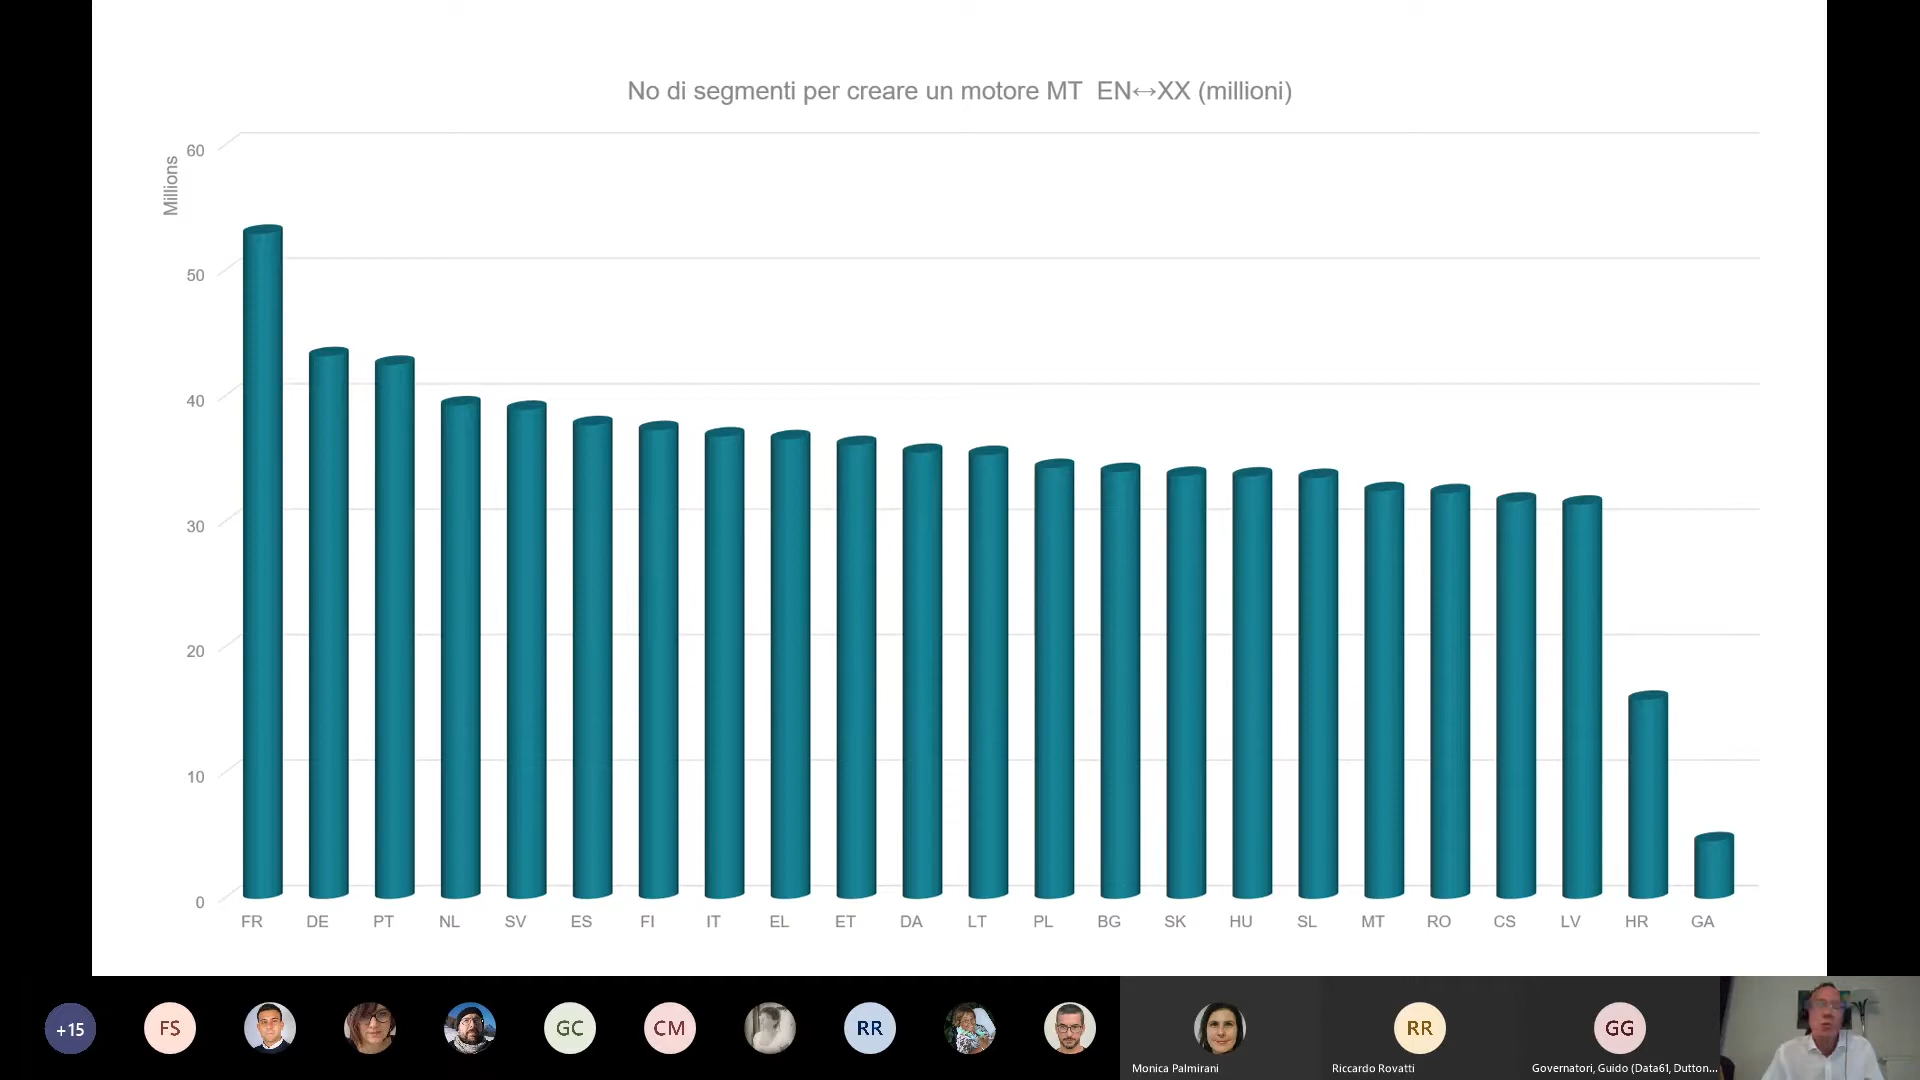 No di segmenti per creare un motore MT EN↔XX (millioni)
Millions
60
50
40
30
20
10
0
FR DE PT NL SV ES FI IT EL ET DA LT PL BG SK HU SL MT RO CS LV HR GA
+15 FS GC CM RR RR GG
Monica Palmirani Riccardo Rovatti Governatori, Guido (Data61, Dutton...